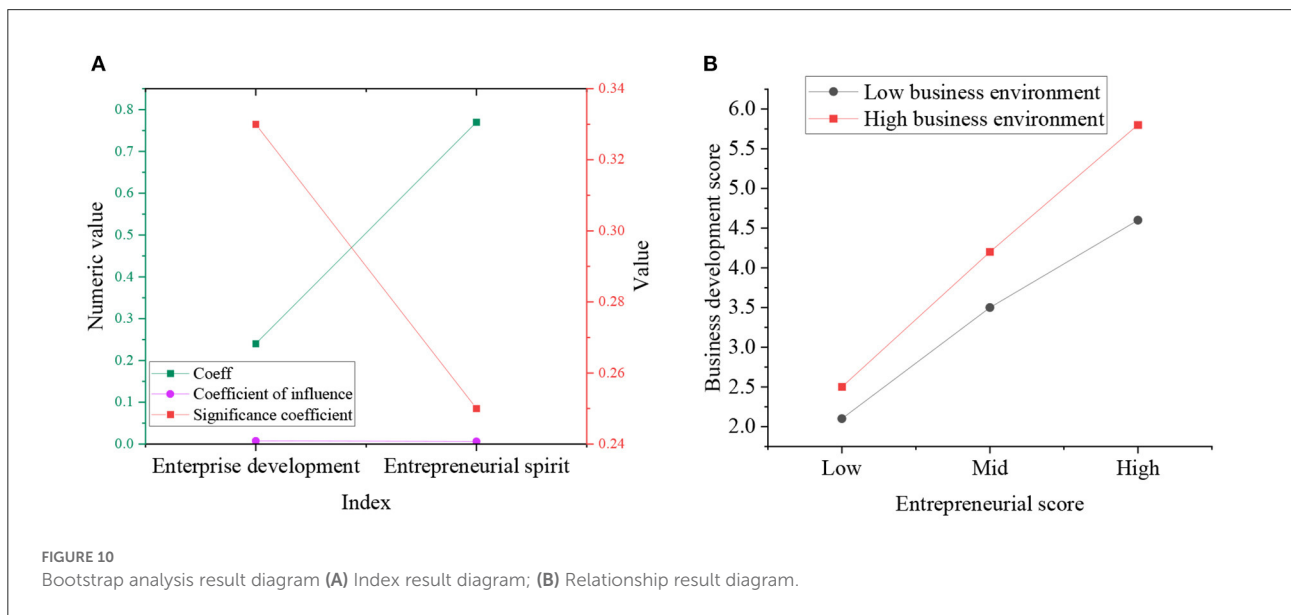 A
0.8
0.7
0.6
0.5
0.4
0.3
0.2
0.1
0.0
Numeric value
0.34
0.32
0.30
0.28
0.26
0.24
Value
Coeff
Coefficient of influence
Significance coefficient
Enterprise development
Entrepreneurial spirit
Index
B
Low business environment
High business environment
6.0
5.5
5.0
4.5
4.0
3.5
3.0
2.5
2.0
Business development score
Low
Mid
High
Entrepreneurial score
FIGURE 10
Bootstrap analysis result diagram (A) Index result diagram; (B) Relationship result diagram.